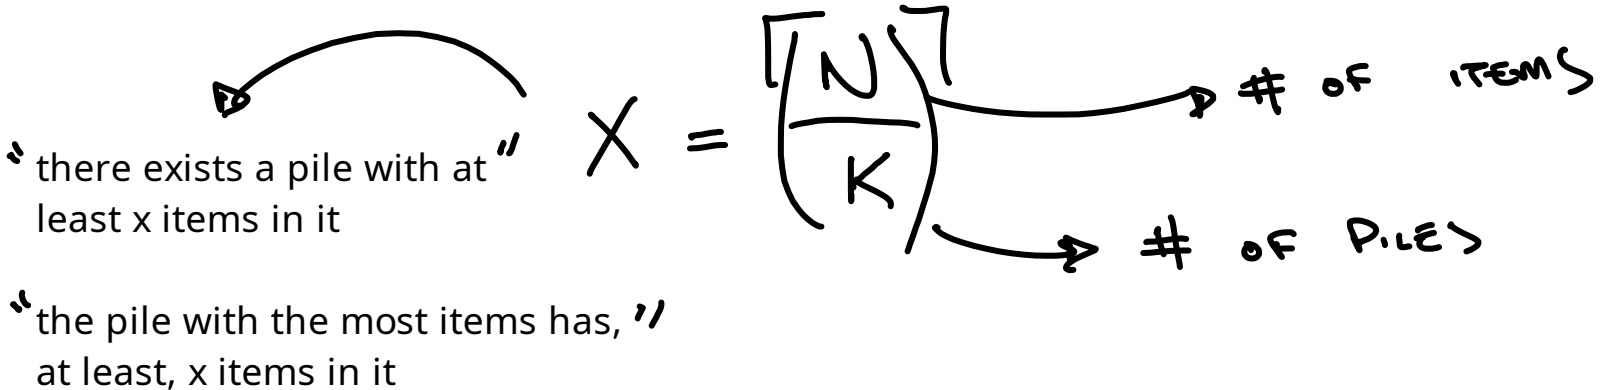 "there exists a pile with at"
least x items in it
X = ⌈(N/K)⌉
# OF ITEMS
# OF PILES
"the pile with the most items has,"
at least, x items in it